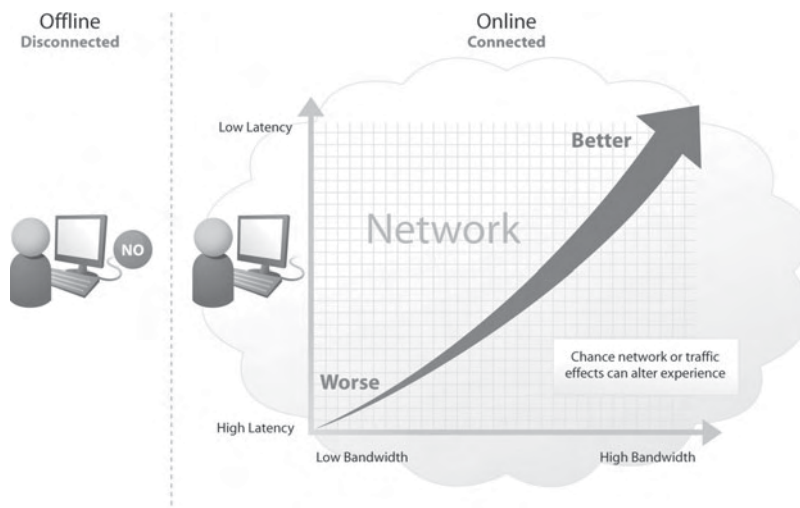 Offline
Disconnected
NO
Online
Connected
Low Latency
Better
Network
Chance network or traffic
effects can alter experience
Worse
High Latency
Low Bandwidth
High Bandwidth